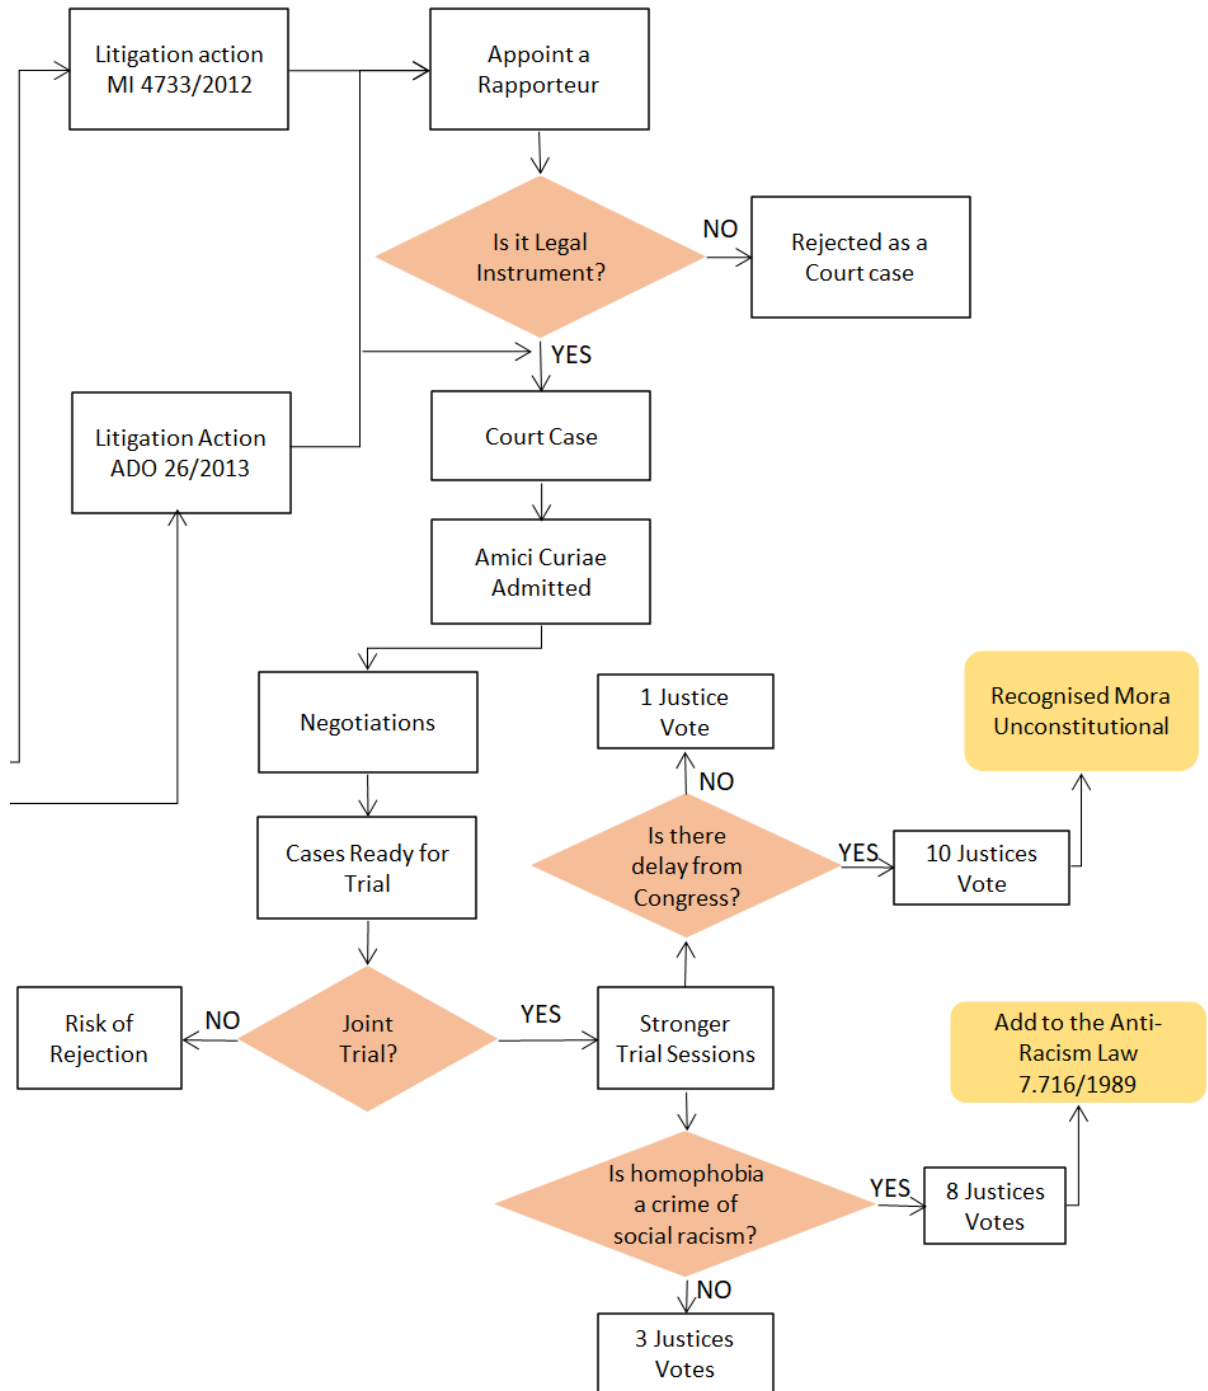 Litigation action
MI 4733/2012
Appoint a
Rapporteur
Is it Legal
Instrument?
NO
Rejected as a
Court case
YES
Litigation Action
ADO 26/2013
Court Case
Amici Curiae
Admitted
Negotiations
1 Justice
Vote
Recognised Mora
Unconstitutional
NO
Cases Ready for
Trial
Is there
delay from
Congress?
YES
10 Justices
Vote
Risk of
Rejection
NO
Joint
Trial?
YES
Stronger
Trial Sessions
Add to the Anti-
Racism Law
7.716/1989
Is homophobia
a crime of
social racism?
YES
8 Justices
Votes
NO
3 Justices
Votes